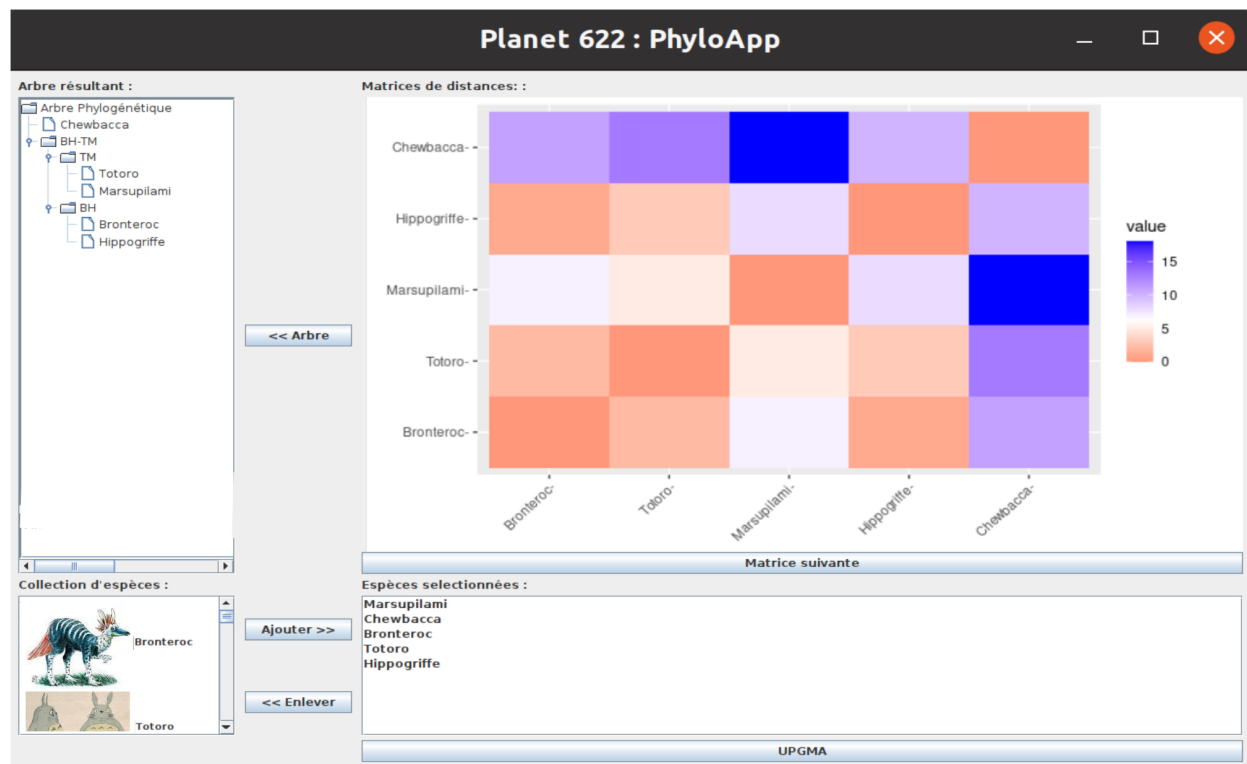 Planet 622 : PhyloApp
Arbre résultant :
Arbre Phylogénétique
Chewbacca
BH-TM
TM
Totoro
Marsupilami
BH
Bronteroc
Hippogriffe
<< Arbre
Matrices de distances: :
Chewbacca-
Hippogriffe-
Marsupilami-
Totoro-
Bronteroc-
Bronteroc-
Totoro-
Marsupilami-
Hippogriffe-
Chewbacca-
value
15
10
5
0
Matrice suivante
Collection d'espèces :
Bronteroc
Totoro
Ajouter >>
<< Enlever
Espèces selectionnées :
Marsupilami
Chewbacca
Bronteroc
Totoro
Hippogriffe
UPGMA